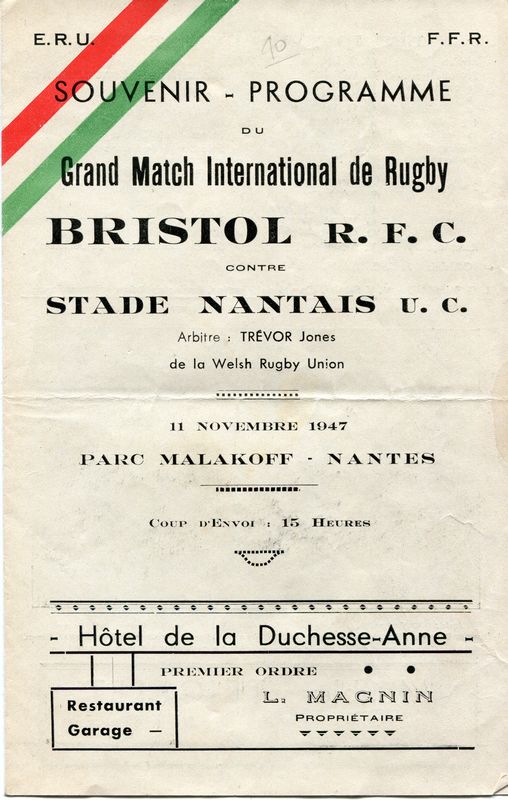 E.R.U.
F.F.R.
10
SOUVENIR - PROGRAMME
DU
Grand Match International de Rugby
BRISTOL R. F. C.
CONTRE
STADE NANTAIS U. C.
Arbitre : TRÉVOR Jones
de la Welsh Rugby Union
11 NOVEMBRE 1947
PARC MALAKOFF - NANTES
COUP D'ENVOI : 15 HEURES
- Hôtel de la Duchesse-Anne -
PREMIER ORDRE
L. MAGNIN
PROPRIÉTAIRE
Restaurant
Garage —